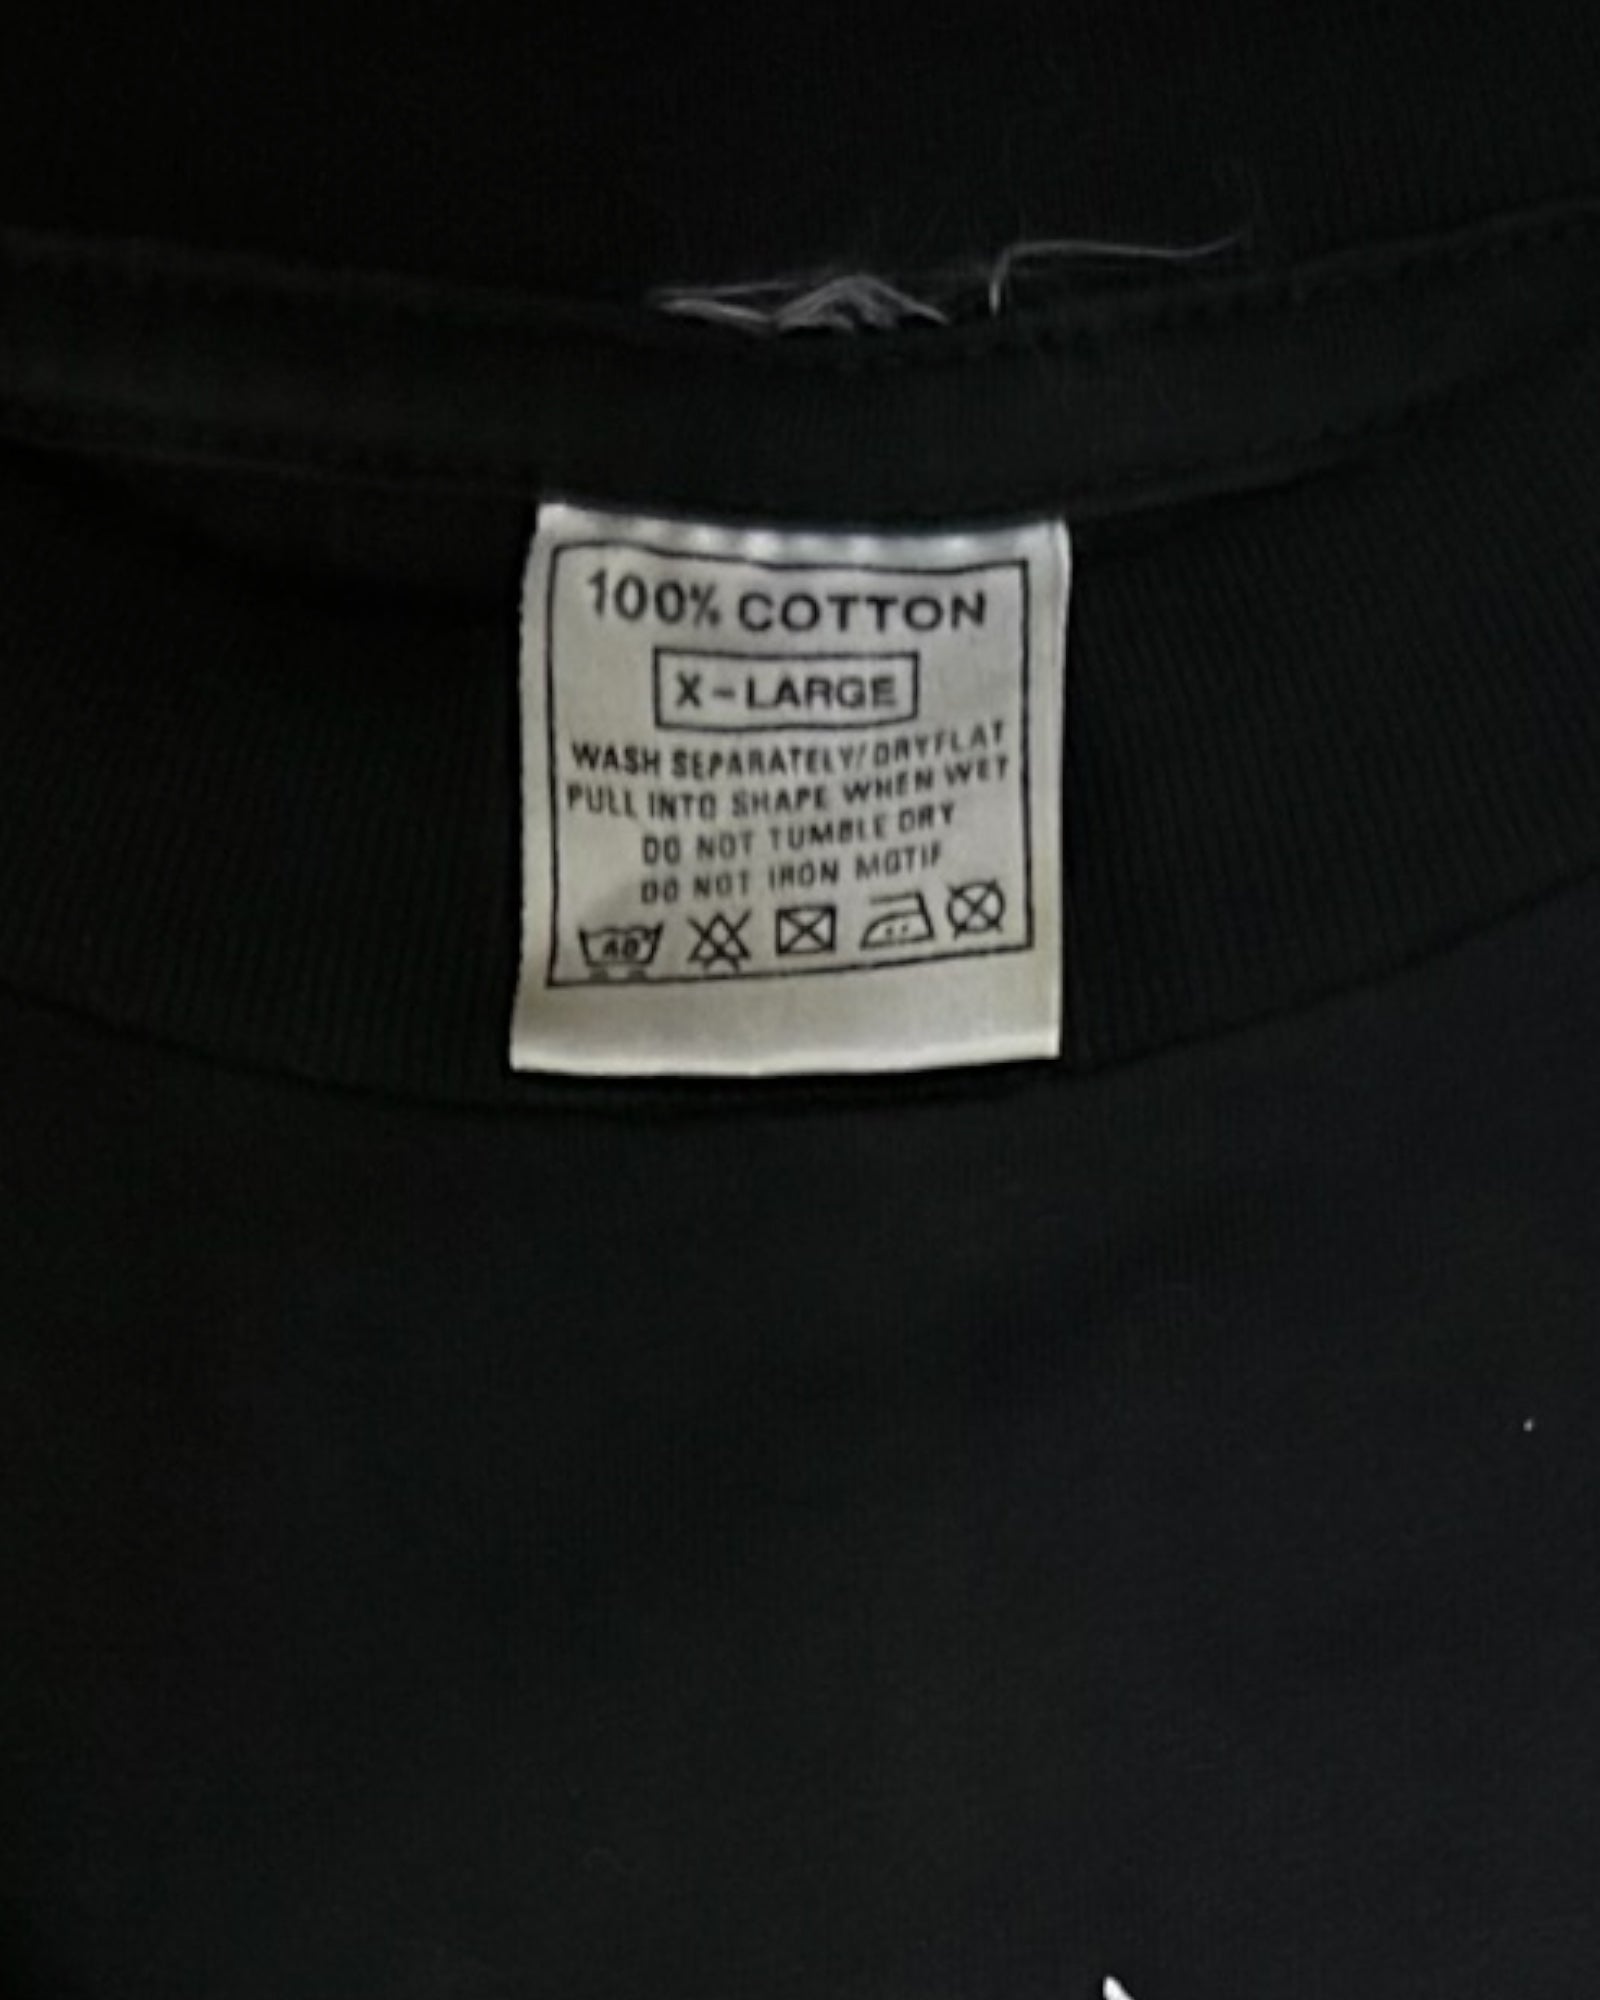 100% COTTON
X-LARGE
WASH SEPARATELY/DRYFLAT
PULL INTO SHAPE WHEN WET
DO NOT TUMBLE DRY
DO NOT IRON MOTIF
40